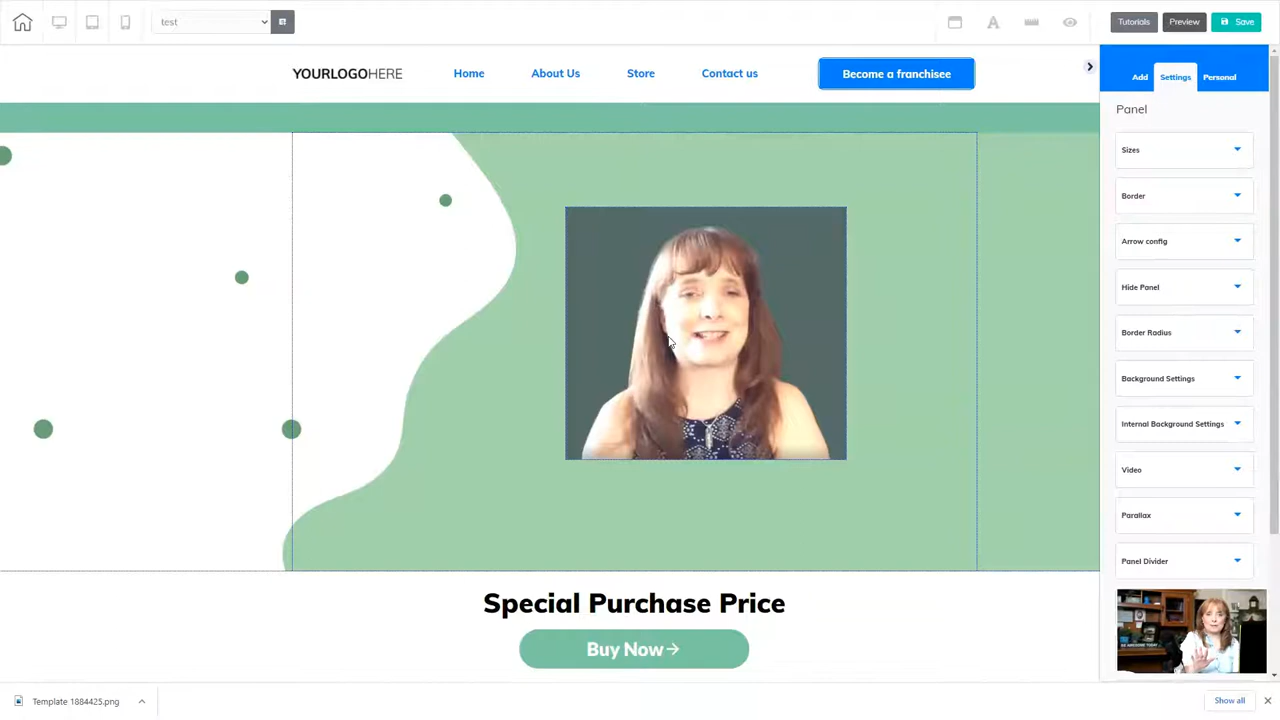 test
Tutorials
Preview
Save
YOURLOGOHERE
Home
About Us
Store
Contact us
Become a franchisee
Add
Settings
Personal
Panel
Sizes
Border
Arrow config
Hide Panel
Border Radius
Background Settings
Internal Background Settings
Video
Parallax
Panel Divider
Special Purchase Price
Buy Now→
Template 1884425.png
Show all